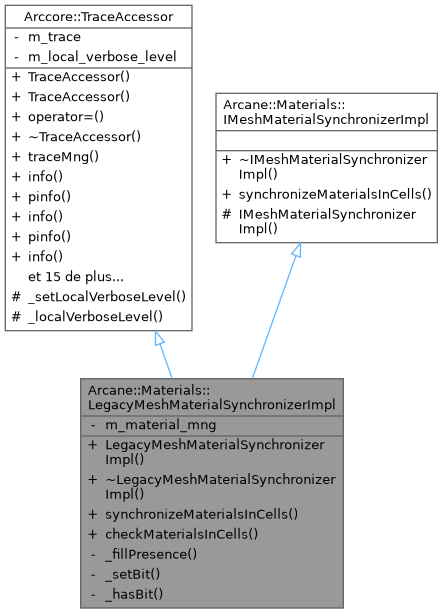 Arccore::TraceAccessor
- m_trace
- m_local_verbose_level
+ TraceAccessor()
+ TraceAccessor()
+ operator=()
+ ~TraceAccessor()
+ traceMng()
+ info()
+ pinfo()
+ info()
+ pinfo()
+ info()
et 15 de plus...
# _setLocalVerboseLevel()
# _localVerboseLevel()
Arcane::Materials::
IMeshMaterialSynchronizerImpl
+ ~IMeshMaterialSynchronizer
Impl()
+ synchronizeMaterialsInCells()
# IMeshMaterialSynchronizer
Impl()
Arcane::Materials::
LegacyMeshMaterialSynchronizerImpl
- m_material_mng
+ LegacyMeshMaterialSynchronizer
Impl()
+ ~LegacyMeshMaterialSynchronizer
Impl()
+ synchronizeMaterialsInCells()
+ checkMaterialsInCells()
- _fillPresence()
- _setBit()
- _hasBit()